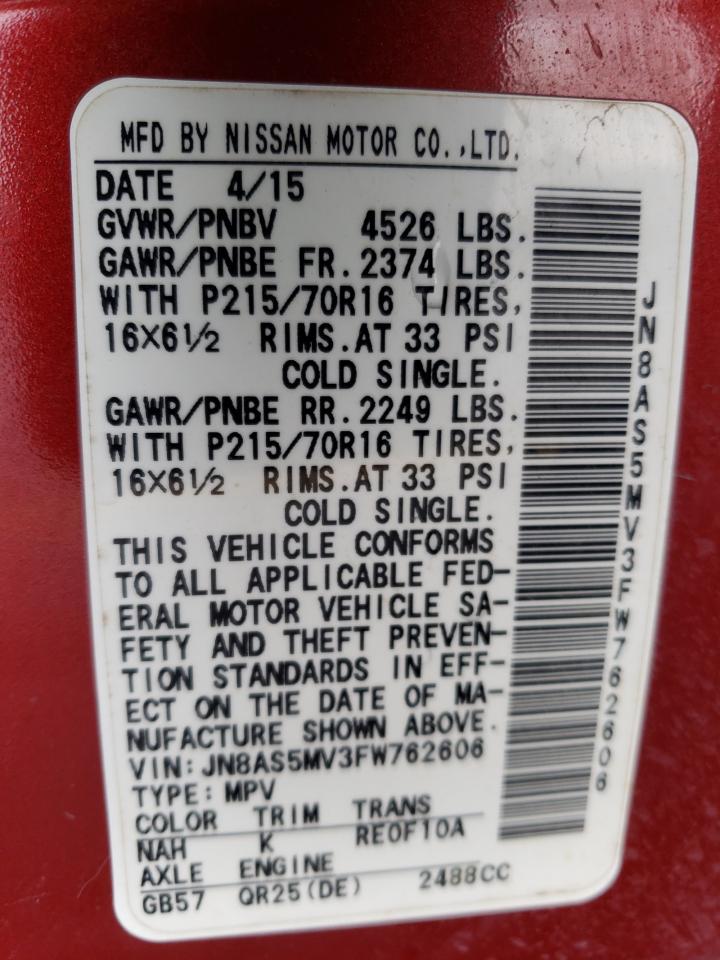 MFD BY NISSAN MOTOR CO.,LTD.
DATE 4/15
GVWR/PNBV 4526 LBS.
GAWR/PNBE FR.2374 LBS.
WITH P215/70R16 TIRES,
16X6½ RIMS.AT 33 PSI
COLD SINGLE.
GAWR/PNBE RR.2249 LBS.
WITH P215/70R16 TIRES,
16X6½ RIMS.AT 33 PSI
COLD SINGLE.
THIS VEHICLE CONFORMS
TO ALL APPLICABLE FED-
ERAL MOTOR VEHICLE SA-
FETY AND THEFT PREVEN-
TION STANDARDS IN EFF-
ECT ON THE DATE OF MA-
NUFACTURE SHOWN ABOVE.
VIN:JN8AS5MV3FW762606
TYPE:MPV
COLOR TRIM TRANS
NAH K RE0F10A
AXLE ENGINE
GB57 QR25(DE) 2488CC
JN8AS5MV3FW762606